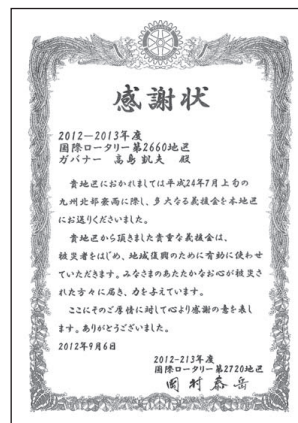 感謝状
2012－2013年度
国際ロータリー第2660地区
ガバナー 高島凱夫 殿
貴地区におかれましては平成24年7月上旬の
九州北部豪雨に際し、多大なる義援金を本地区
にお送りくださいました。
貴地区から頂きました貴重な義援金は、
被災者をはじめ、地域復興のために有効に使わせ
ていただきます。みなさまのあたたかなお心が被災さ
れた方々に届き、力を与えています。
ここにそのご厚情に対して心より感謝の意を表し
ます。ありがとうございました。
2012年9月6日
2012-213年度
国際ロータリー第2720地区
岡村泰岳